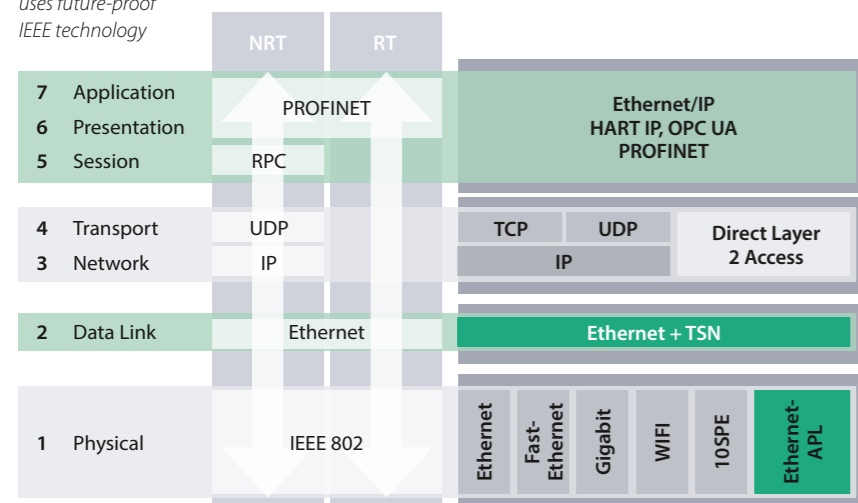 uses future-proof
IEEE technology
NRT
RT
7 Application
6 Presentation
5 Session
PROFINET
RPC
Ethernet/IP
HART IP, OPC UA
PROFINET
4 Transport
3 Network
UDP
IP
TCP
UDP
IP
Direct Layer
2 Access
2 Data Link
Ethernet
Ethernet + TSN
1 Physical
IEEE 802
Ethernet
Fast-
Ethernet
Gigabit
WIFI
10SPE
Ethernet-
APL